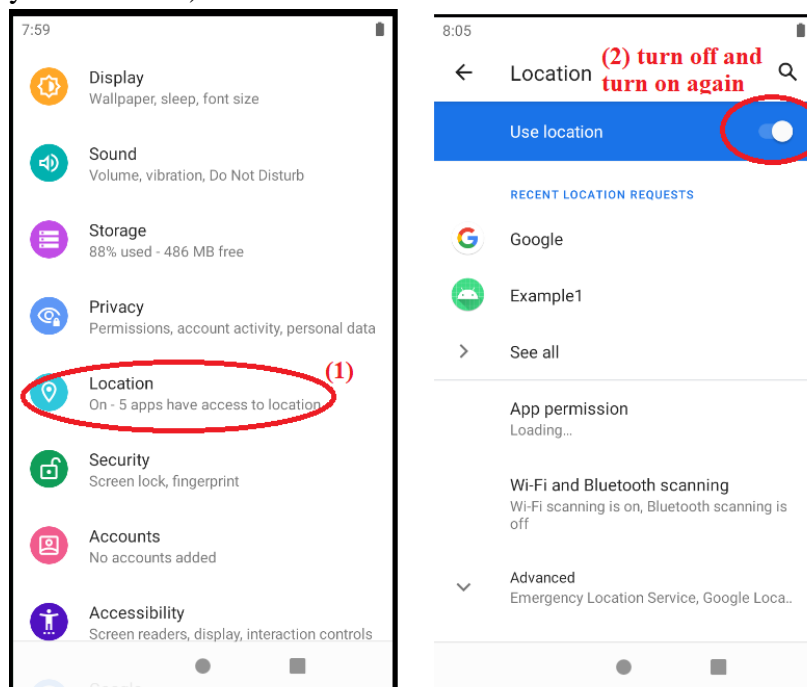 7:59
Display
Wallpaper, sleep, font size
Sound
Volume, vibration, Do Not Disturb
Storage
88% used - 486 MB free
Privacy
Permissions, account activity, personal data
(1)
Location
On - 5 apps have access to location
Security
Screen lock, fingerprint
Accounts
No accounts added
Accessibility
Screen readers, display, interaction controls
8:05
Location
(2) turn off and
turn on again
Use location
RECENT LOCATION REQUESTS
Google
Example1
See all
App permission
Loading...
Wi-Fi and Bluetooth scanning
Wi-Fi scanning is on, Bluetooth scanning is
off
Advanced
Emergency Location Service, Google Loca..